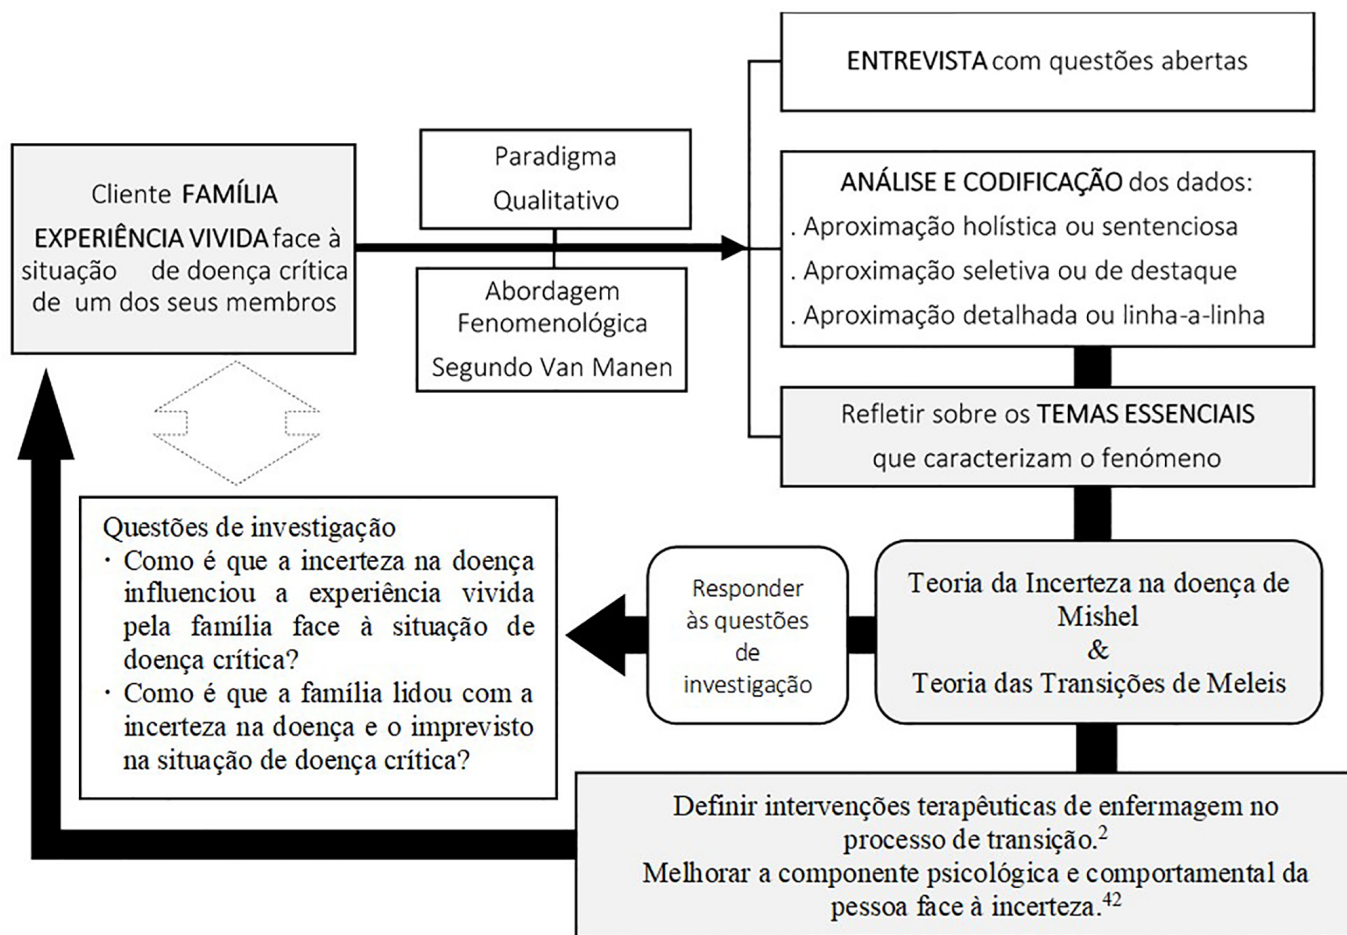 ENTREVISTA com questões abertas
Paradigma
Qualitativo
Cliente FAMÍLIA
EXPERIÊNCIA VIVIDA face à
situação de doença crítica
de um dos seus membros
Abordagem
Fenomenológica
Segundo Van Manen
ANÁLISE E CODIFICAÇÃO dos dados:
. Aproximação holística ou sentenciosa
. Aproximação seletiva ou de destaque
. Aproximação detalhada ou linha-a-linha
Refletir sobre os TEMAS ESSENCIAIS
que caracterizam o fenómeno
Questões de investigação
· Como é que a incerteza na doença
influenciou a experiência vivida
pela família face à situação de
doença crítica?
· Como é que a família lidou com a
incerteza na doença e o imprevisto
na situação de doença crítica?
Responder
às questões
de
investigação
Teoria da Incerteza na doença de
Mishel
&
Teoria das Transições de Meleis
Definir intervenções terapêuticas de enfermagem no
processo de transição.²
Melhorar a componente psicológica e comportamental da
pessoa face à incerteza.⁴²